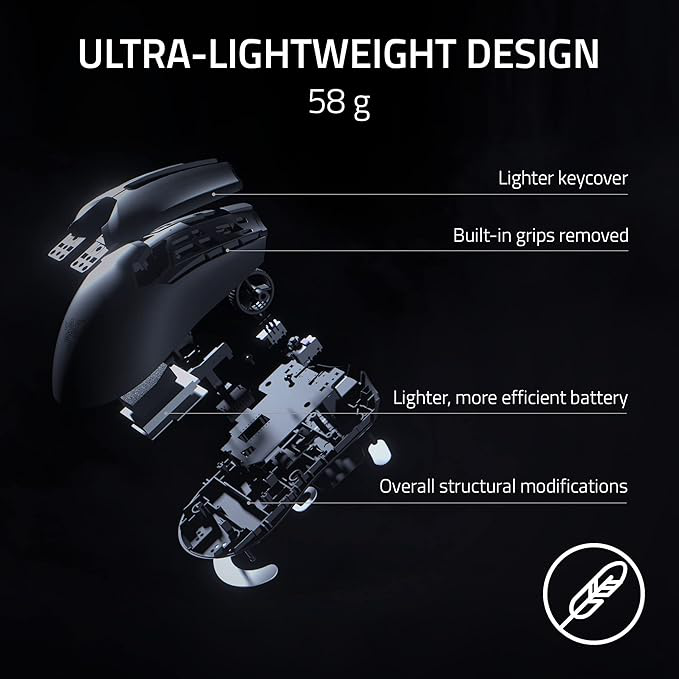 ULTRA-LIGHTWEIGHT DESIGN
58 g
Lighter keycover
Built-in grips removed
Lighter, more efficient battery
Overall structural modifications